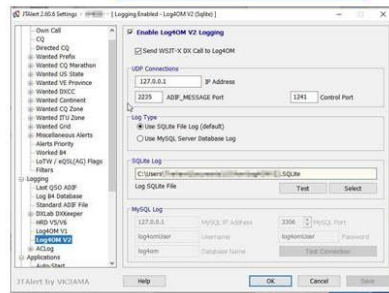 JTAlert 2.60.6 Settings - [Logging Enabled - Log4OM V2 (Sqlite) ]
Own Call
CQ
Directed CQ
Wanted Prefix
Wanted CQ Marathon
Wanted US State
Wanted VE Province
Wanted DXCC
Wanted Continent
Wanted CQ Zone
Wanted ITU Zone
Wanted Grid
Miscellaneous Alerts
Alerts Priority
Worked B4
LoTW / eQSL(AG) Flags
Filters
Logging
Last QSO ADIF
Log B4 Database
Standard ADIF File
DXLab DXKeeper
HRD V5/V6
Log4OM V1
Log4OM V2
ACLog
Applications
Auto-Start
JTAlert by VK3AMA
Enable Log4OM V2 Logging
Send WSJT-X DX Call to Log4OM
UDP Connections
127.0.0.1 IP Address
2235 ADIF_MESSAGE Port 1241 Control Port
Log Type
Use SQLite File Log (default)
Use MySQL Server Database Log
SQLite Log
C:\Users\ .SQLite
Log SQLite File Test Select
MySQL Log
127.0.0.1 MySQL IP Address 3306 MySQL Port
log4omUser Username log4omUser Password
log4om Database Name Test Connection
Help OK Cancel Save